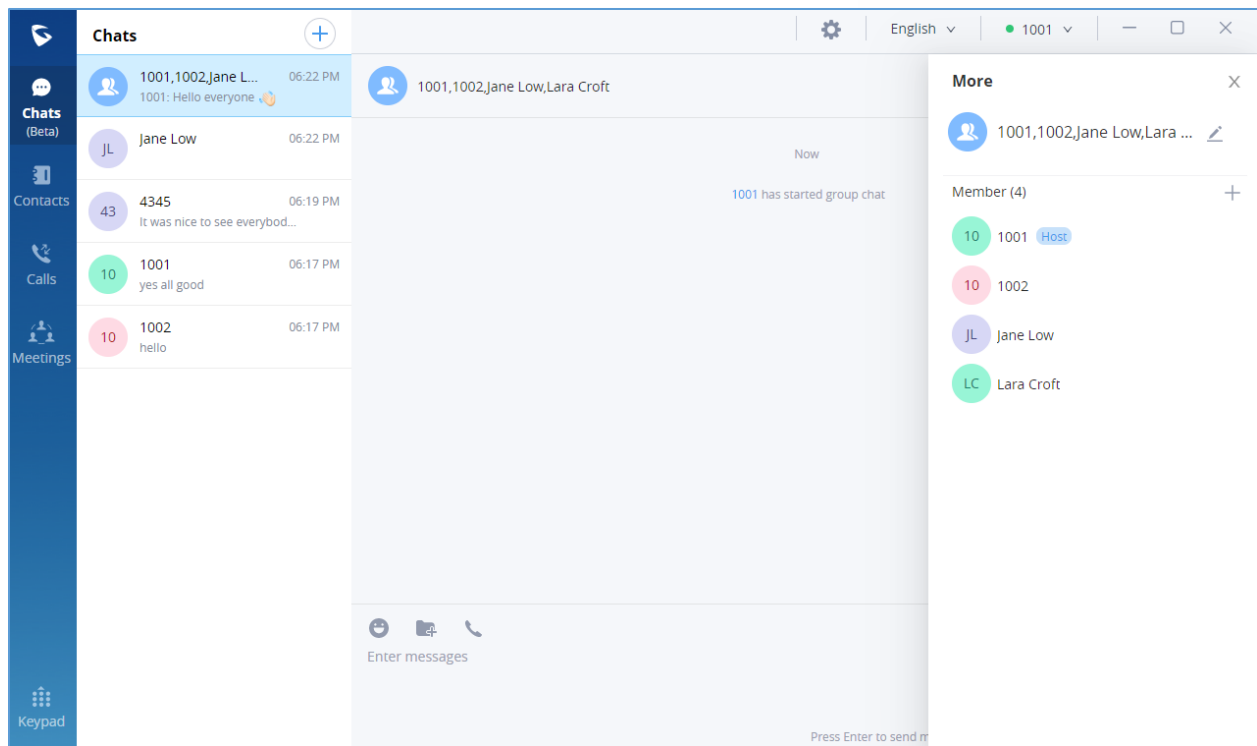 Chats
(Beta)
Contacts
Calls
Meetings
Keypad
Chats
1001,1002,Jane L... 06:22 PM
1001: Hello everyone 👋🏻
JL Jane Low 06:22 PM
43 4345 06:19 PM
It was nice to see everybod...
10 1001 06:17 PM
yes all good
10 1002 06:17 PM
hello
English 1001
1001,1002,Jane Low,Lara Croft
Now
1001 has started group chat
Enter messages
Press Enter to send m
More
1001,1002,Jane Low,Lara ...
Member (4)
10 1001 Host
10 1002
JL Jane Low
LC Lara Croft